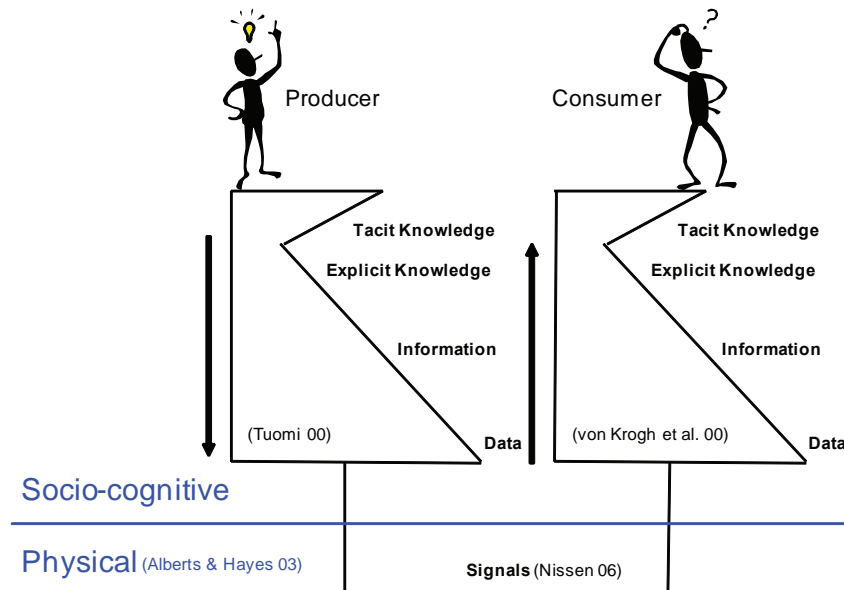 ?
Producer
Consumer
Tacit Knowledge
Tacit Knowledge
Explicit Knowledge
Explicit Knowledge
Information
Information
(Tuomi 00)
Data
(von Krogh et al. 00)
Data
Socio-cognitive
Physical (Alberts & Hayes 03)
Signals (Nissen 06)